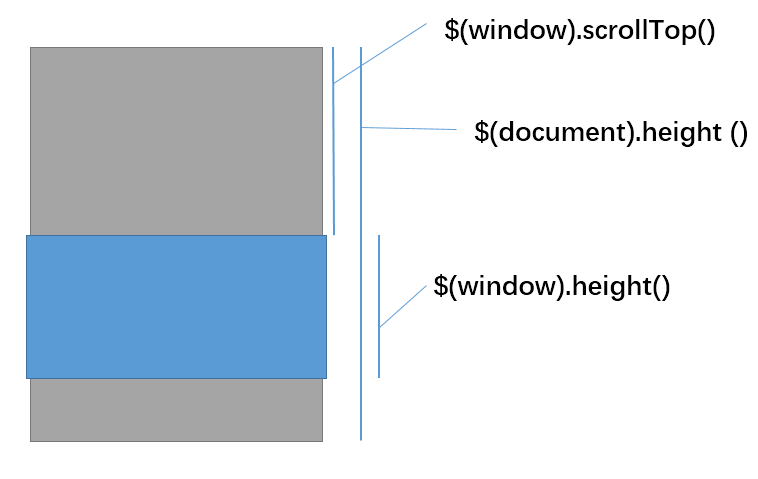 $(window).scrollTop()
$(document).height ()
$(window).height()